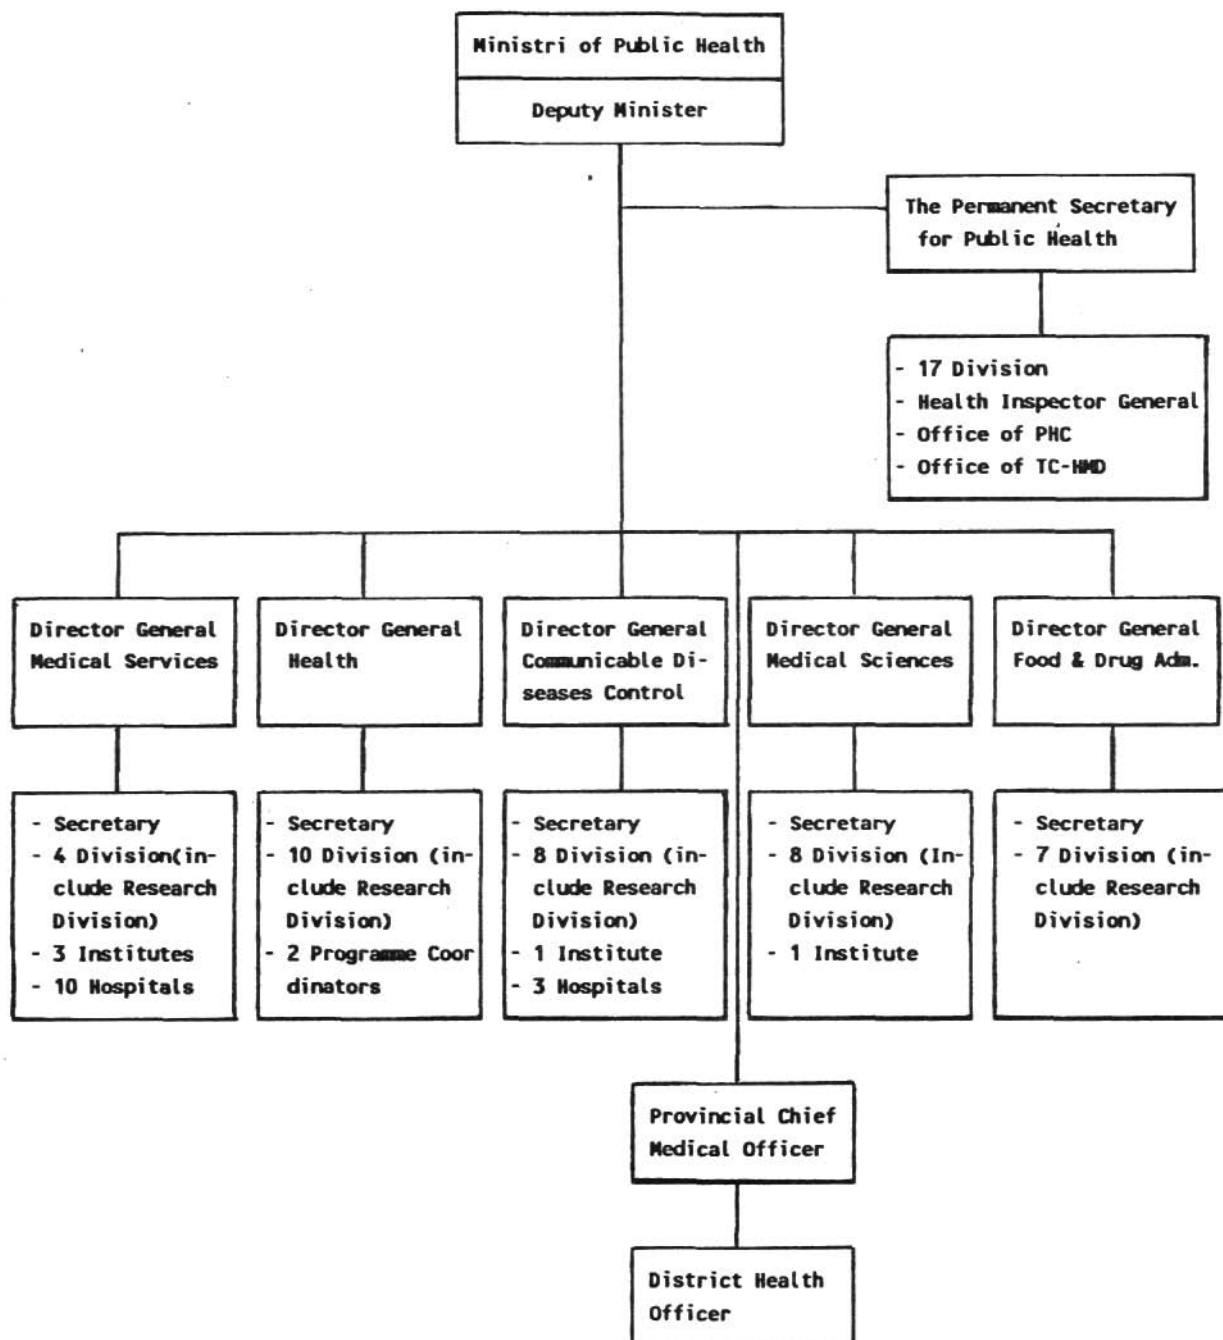 Ministri of Public Health
Deputy Minister
The Permanent Secretary
for Public Health
- 17 Division
- Health Inspector General
- Office of PHC
- Office of TC-HMD
Director General
Medical Services
Director General
Health
Director General
Communicable Di-
seases Control
Director General
Medical Sciences
Director General
Food & Drug Adm.
- Secretary
- 4 Division(in-
clude Research
Division)
- 3 Institutes
- 10 Hospitals
- Secretary
- 10 Division (in-
clude Research
Division)
- 2 Programme Coor
dinators
- Secretary
- 8 Division (in-
clude Research
Division)
- 1 Institute
- 3 Hospitals
- Secretary
- 8 Division (In-
clude Research
Division)
- 1 Institute
- Secretary
- 7 Division (in-
clude Research
Division)
Provincial Chief
Medical Officer
District Health
Officer